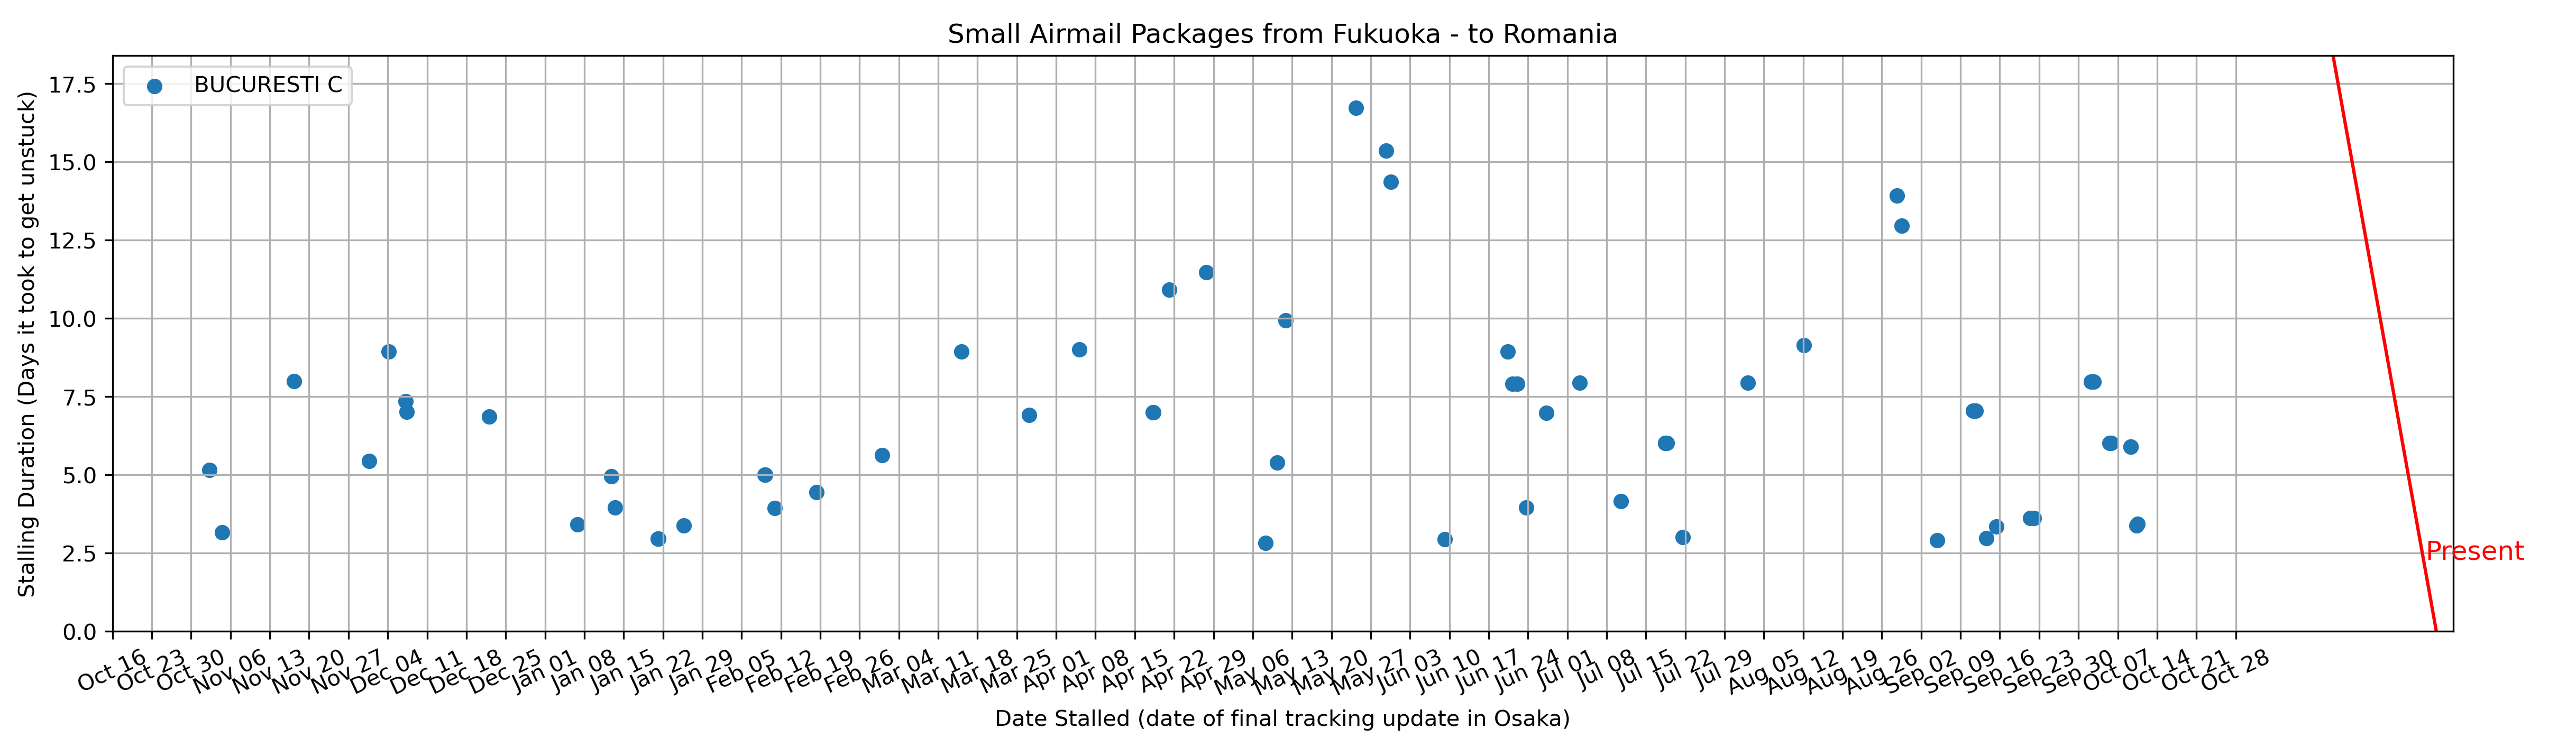 Small Airmail Packages from Fukuoka - to Romania
BUCURESTI C
Stalling Duration (Days it took to get unstuck)
17.5
15.0
12.5
10.0
7.5
5.0
2.5
0.0
Present
Oct 16
Oct 23
Oct 30
Nov 06
Nov 13
Nov 20
Nov 27
Dec 04
Dec 11
Dec 18
Dec 25
Jan 01
Jan 08
Jan 15
Jan 22
Jan 29
Feb 05
Feb 12
Feb 19
Feb 26
Mar 04
Mar 11
Mar 18
Mar 25
Apr 01
Apr 08
Apr 15
Apr 22
Apr 29
May 06
May 13
May 20
May 27
Jun 03
Jun 10
Jun 17
Jun 24
Jul 01
Jul 08
Jul 15
Jul 22
Jul 29
Aug 05
Aug 12
Aug 19
Aug 26
Sep 02
Sep 09
Sep 16
Sep 23
Sep 30
Oct 07
Oct 14
Oct 21
Oct 28
Date Stalled (date of final tracking update in Osaka)